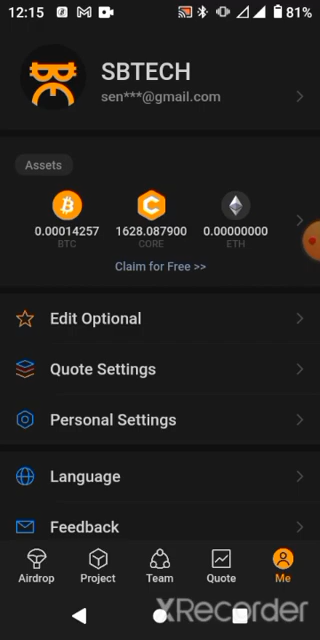 12:15 81%
SBTECH
sen***@gmail.com
Assets
0.00014257 1628.087900 0.00000000
BTC CORE ETH
Claim for Free >>
Edit Optional
Quote Settings
Personal Settings
Language
Feedback
Airdrop Project Team Quote Me
XRecorder